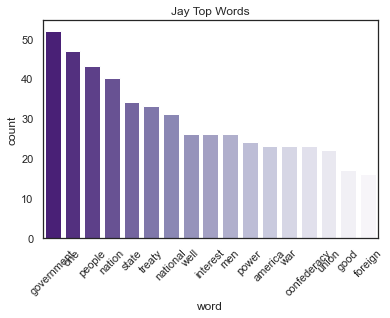 Jay Top Words
count
50
40
30
20
10
0
government
one
people
nation
state
treaty
national
well
interest
men
power
america
war
confederacy
union
good
foreign
word